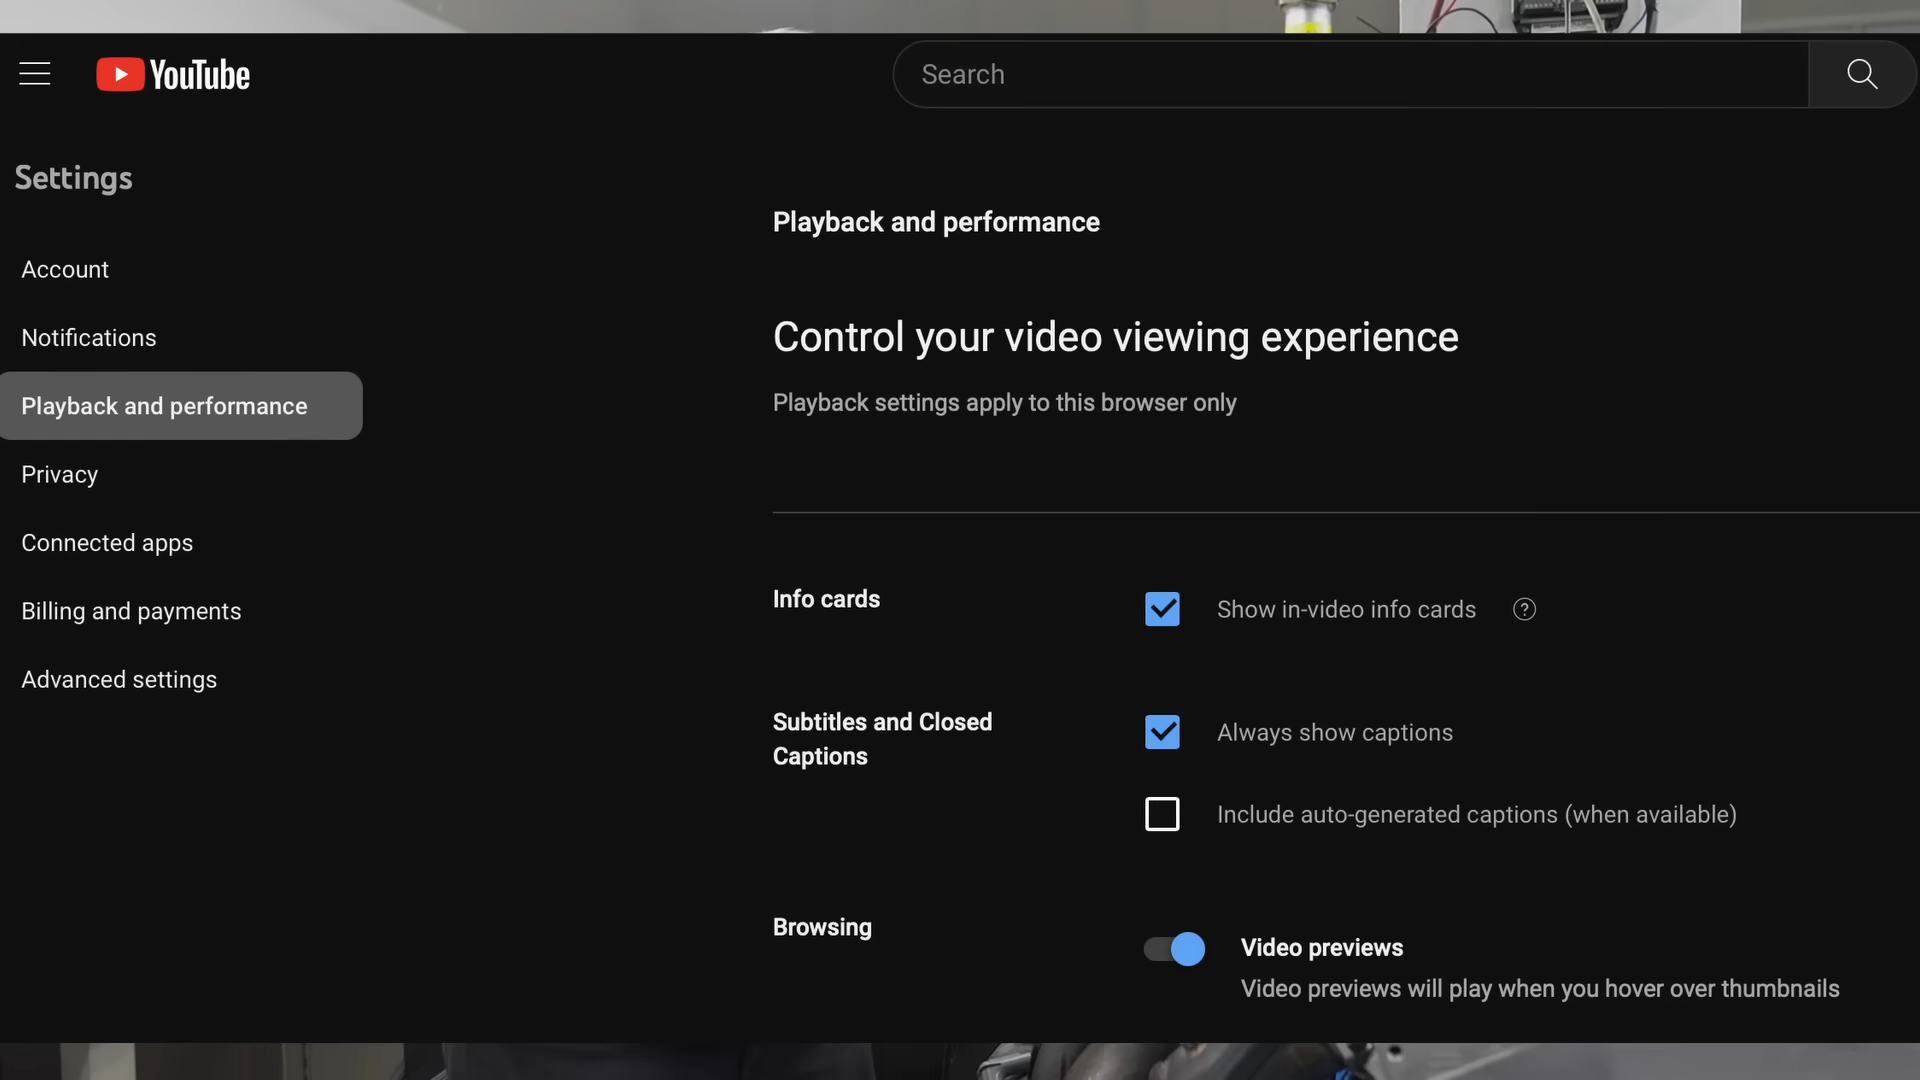 YouTube
Search
Settings
Account
Notifications
Playback and performance
Privacy
Connected apps
Billing and payments
Advanced settings
Playback and performance
Control your video viewing experience
Playback settings apply to this browser only
Info cards
Show in-video info cards
?
Subtitles and Closed
Captions
Always show captions
Include auto-generated captions (when available)
Browsing
Video previews
Video previews will play when you hover over thumbnails